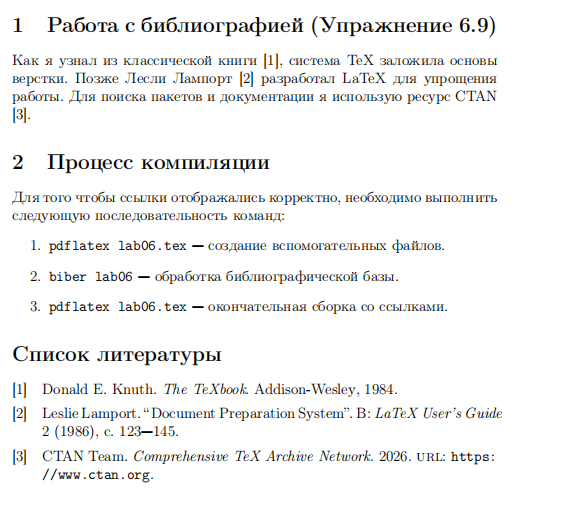 1 Работа с библиографией (Упражнение 6.9)
Как я узнал из классической книги [1], система TeX заложила основы
верстки. Позже Лесли Лампорт [2] разработал LaTeX для упрощения
работы. Для поиска пакетов и документации я использую ресурс CTAN
[3].
2 Процесс компиляции
Для того чтобы ссылки отображались корректно, необходимо выполнить
следующую последовательность команд:
1. pdflatex lab06.tex — создание вспомогательных файлов.
2. biber lab06 — обработка библиографической базы.
3. pdflatex lab06.tex — окончательная сборка со ссылками.
Список литературы
[1] Donald E. Knuth. The TeXbook. Addison-Wesley, 1984.
[2] Leslie Lamport. “Document Preparation System”. В: LaTeX User's Guide
2 (1986), с. 123—145.
[3] CTAN Team. Comprehensive TeX Archive Network. 2026. URL: https:
//www.ctan.org.